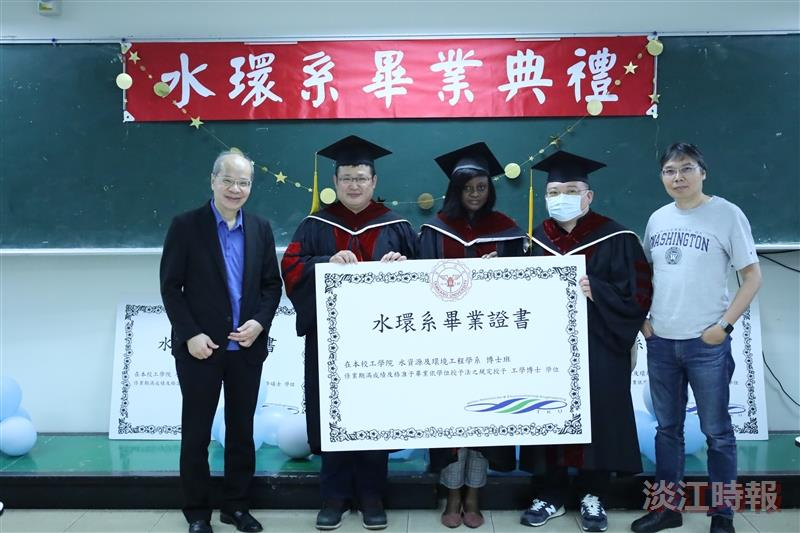 水環系畢業典禮
水環系畢業證書
在本校工學院 水資源及環境工程學系 博士班
修業期滿成績及格准予畢業依學位授予法之規定授予 工學博士 學位
TKU
WASHINGTON
淡江時報